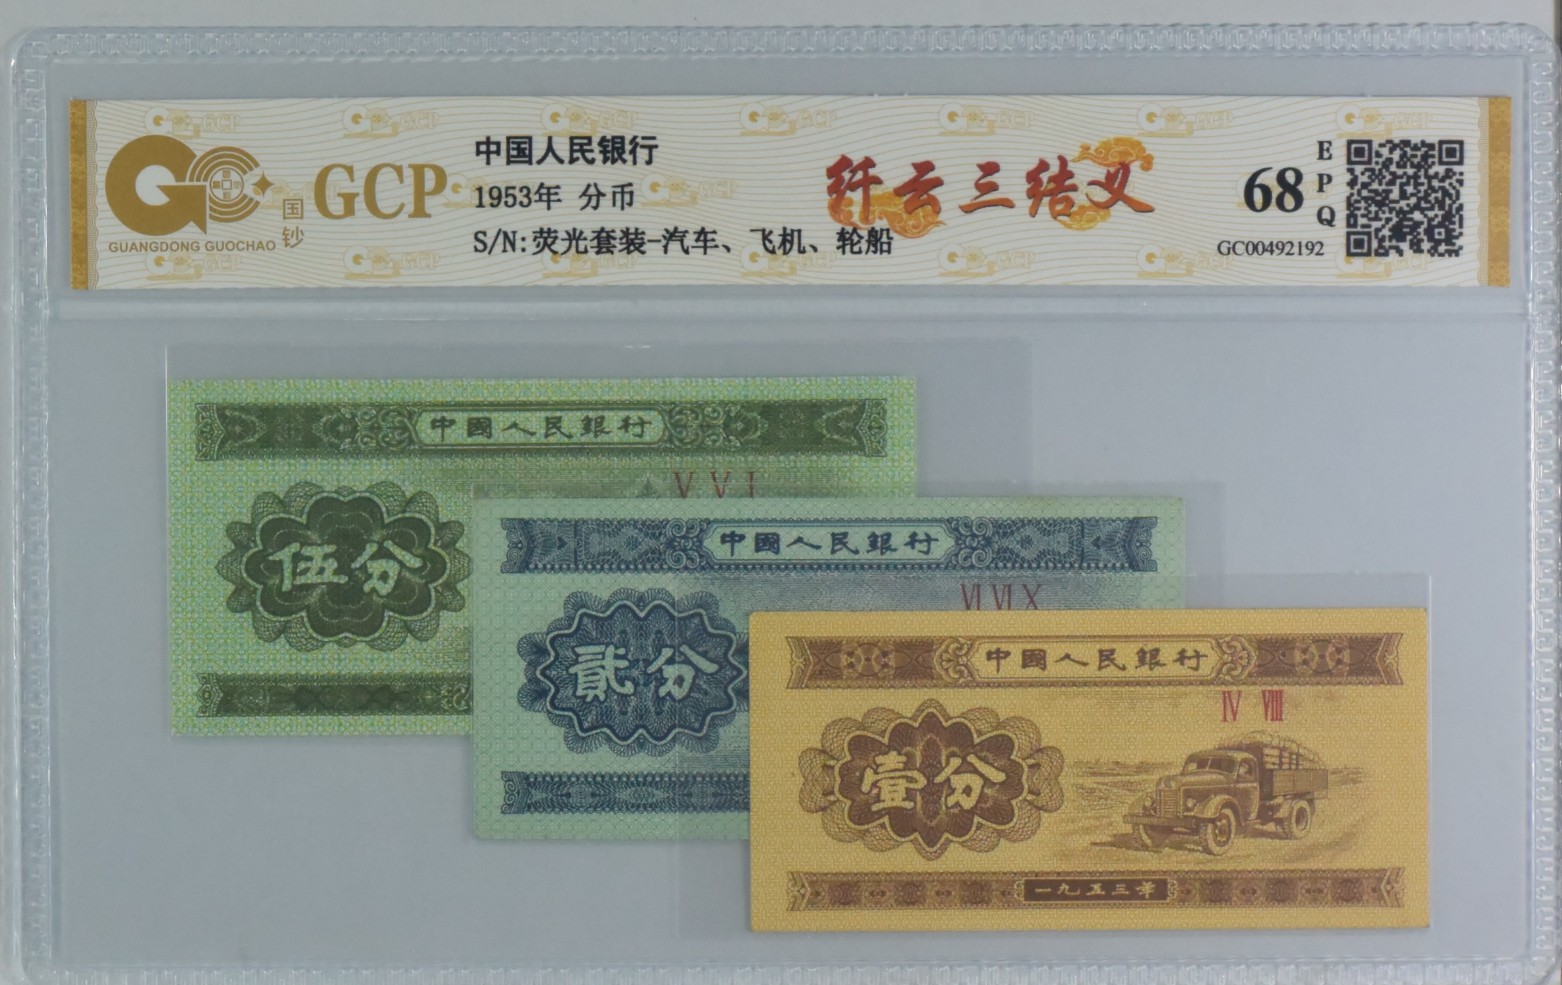 GCP
国钞
GUANGDONG GUOCHAO
中国人民银行
1953年 分币
S/N:荧光套装-汽车、飞机、轮船
纤云三结义
68
EPQ
GC00492192
中國人民銀行
V V I
伍分
中國人民銀行
VI VI X
貳分
中國人民銀行
IV VIII
壹分
一九五三年